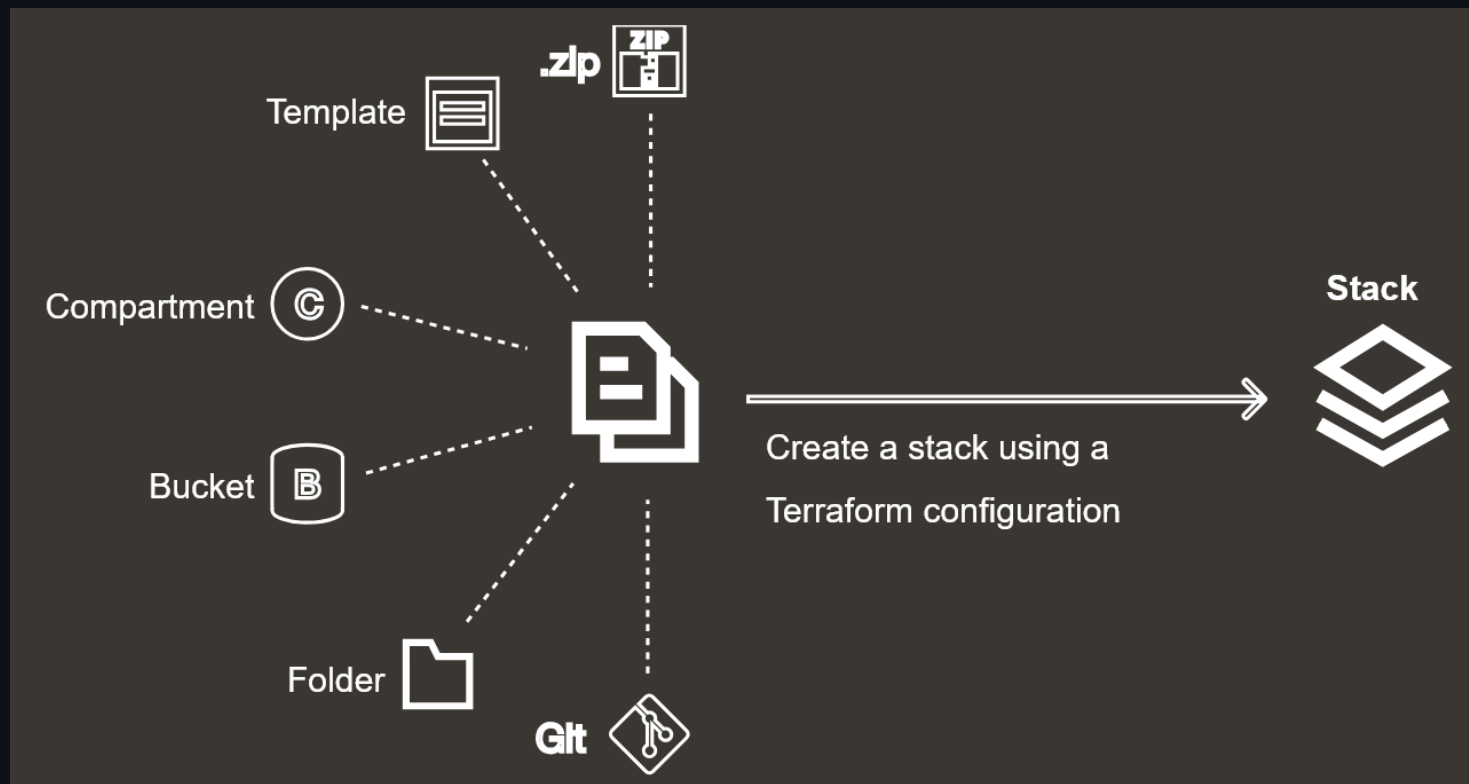 .zip
ZIP
Template
Compartment
C
Stack
Create a stack using a
Terraform configuration
Bucket
B
Folder
Git